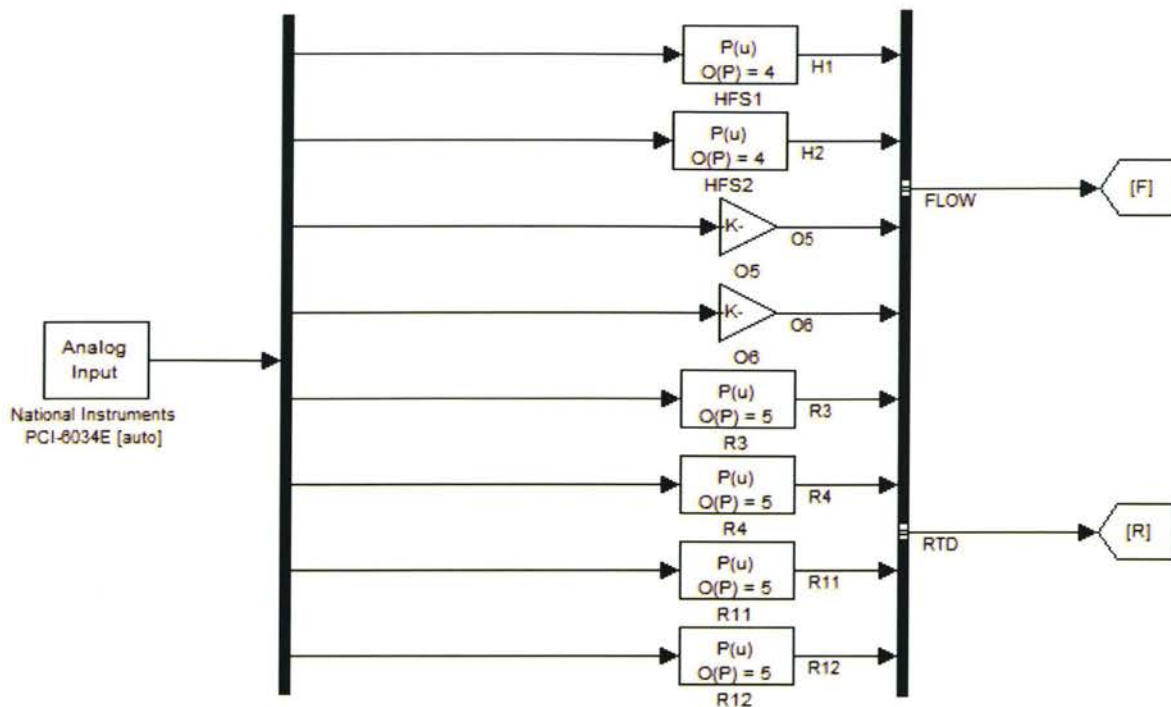 P(u)
O(P) = 4
H1
HFS1
P(u)
O(P) = 4
H2
HFS2
FLOW
[F]
-K-
O5
O5
-K-
O6
O6
Analog
Input
National Instruments
PCI-6034E [auto]
P(u)
O(P) = 5
R3
R3
P(u)
O(P) = 5
R4
R4
RTD
[R]
P(u)
O(P) = 5
R11
R11
P(u)
O(P) = 5
R12
R12